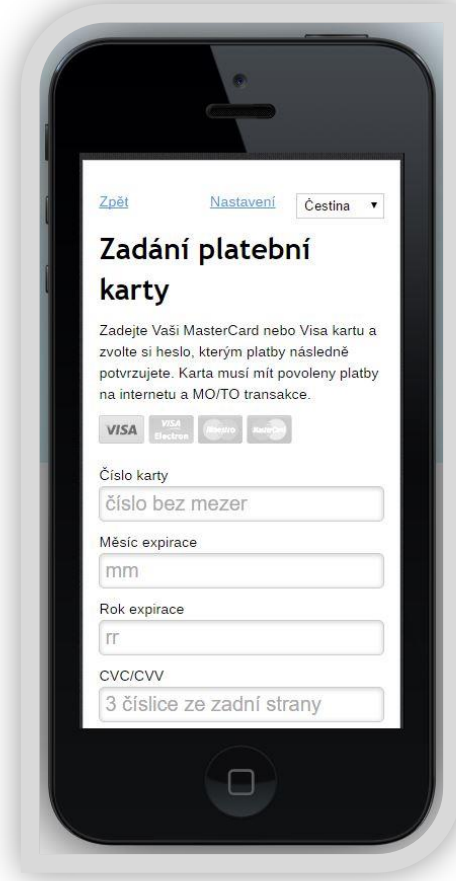 Zpět Nastavení Čestina
Zadání platební
karty
Zadejte Vaši MasterCard nebo Visa kartu a
zvolte si heslo, kterým platby následně
potvrzujete. Karta musí mít povoleny platby
na internetu a MO/TO transakce.
VISA VISA Electron Maestro MasterCard
Číslo karty
číslo bez mezer
Měsíc expirace
mm
Rok expirace
rr
CVC/CVV
3 číslice ze zadní strany